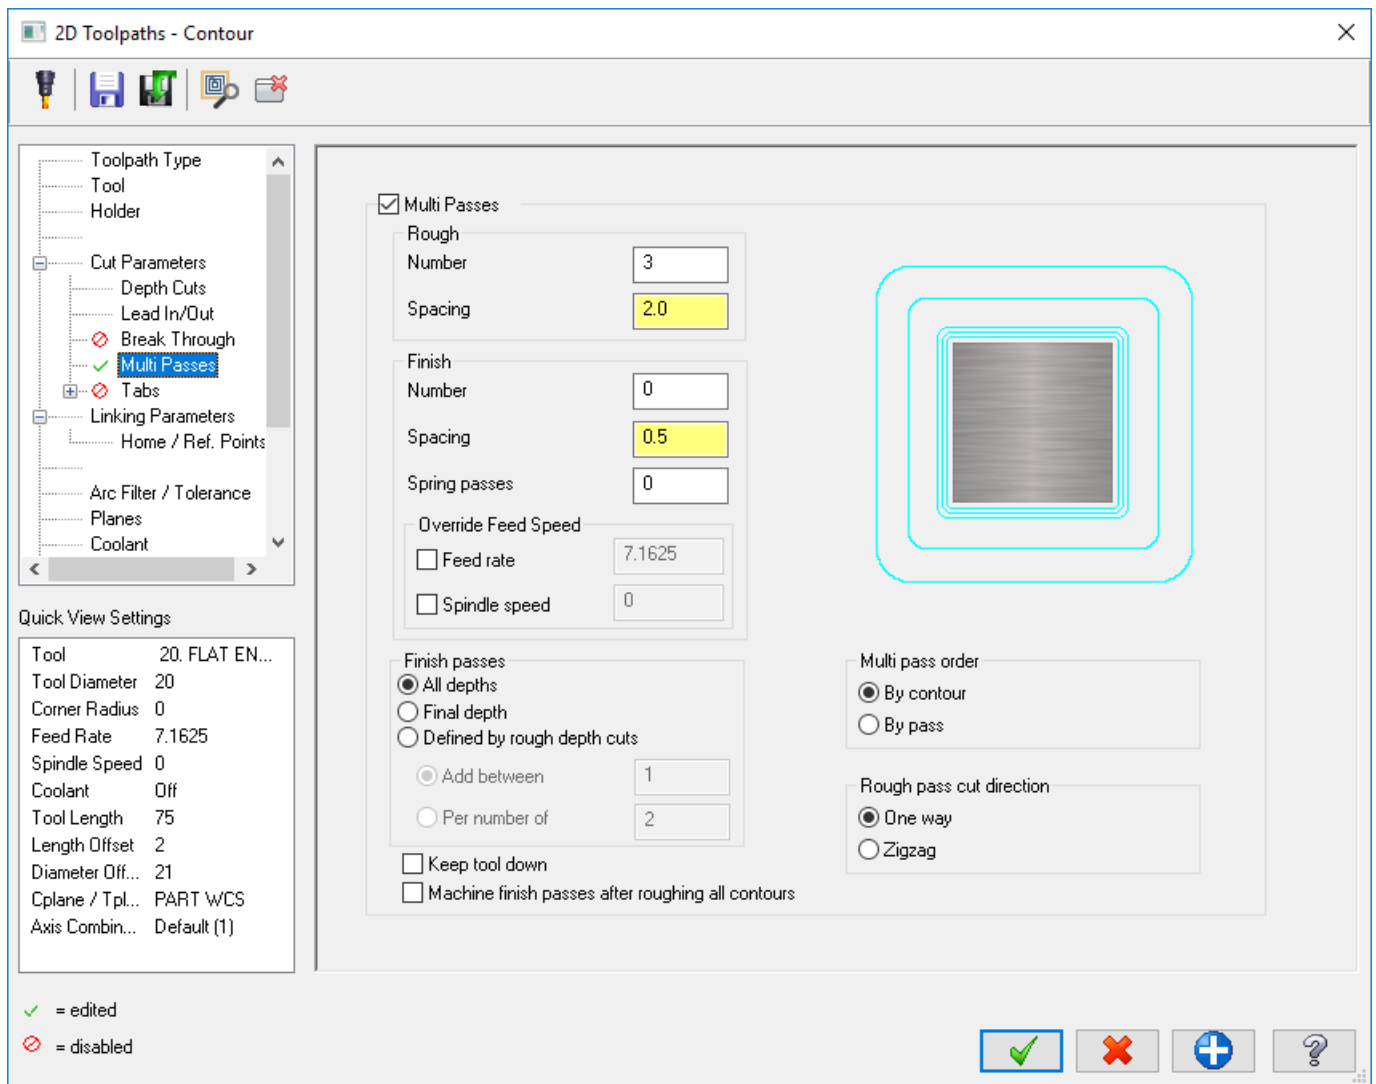 2D Toolpaths - Contour
Toolpath Type
Tool
Holder
Cut Parameters
Depth Cuts
Lead In/Out
Break Through
Multi Passes
Tabs
Linking Parameters
Home / Ref. Points
Arc Filter / Tolerance
Planes
Coolant
Quick View Settings
Tool 20. FLAT EN...
Tool Diameter 20
Corner Radius 0
Feed Rate 7.1625
Spindle Speed 0
Coolant Off
Tool Length 75
Length Offset 2
Diameter Off... 21
Cplane / Tpl... PART WCS
Axis Combin... Default (1)
= edited
= disabled
Multi Passes
Rough
Number 3
Spacing 2.0
Finish
Number 0
Spacing 0.5
Spring passes 0
Override Feed Speed
Feed rate 7.1625
Spindle speed 0
Finish passes
All depths
Final depth
Defined by rough depth cuts
Add between 1
Per number of 2
Keep tool down
Machine finish passes after roughing all contours
Multi pass order
By contour
By pass
Rough pass cut direction
One way
Zigzag